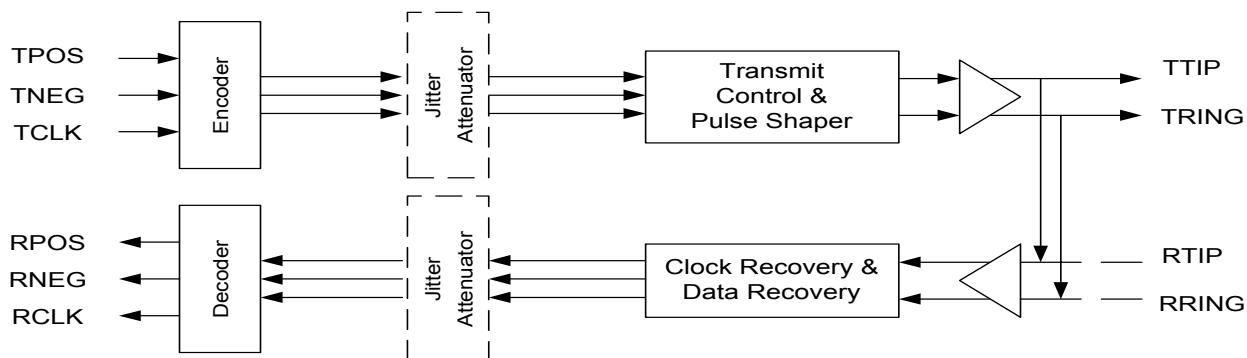 TPOS
TNEG
TCLK
Encoder
Jitter
Attenuator
Transmit
Control &
Pulse Shaper
TTIP
TRING
RPOS
RNEG
RCLK
Decoder
Jitter
Attenuator
Clock Recovery &
Data Recovery
RTIP
RRING